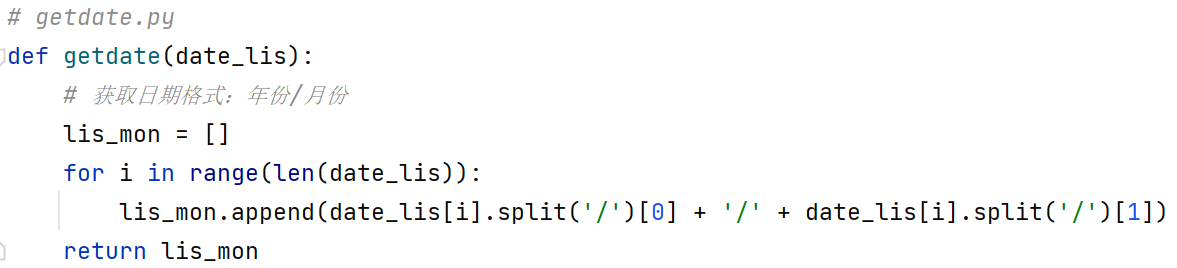 # getdate.py
def getdate(date_lis):
    # 获取日期格式：年份/月份
    lis_mon = []
    for i in range(len(date_lis)):
        lis_mon.append(date_lis[i].split('/')[0] + '/' + date_lis[i].split('/')[1])
    return lis_mon